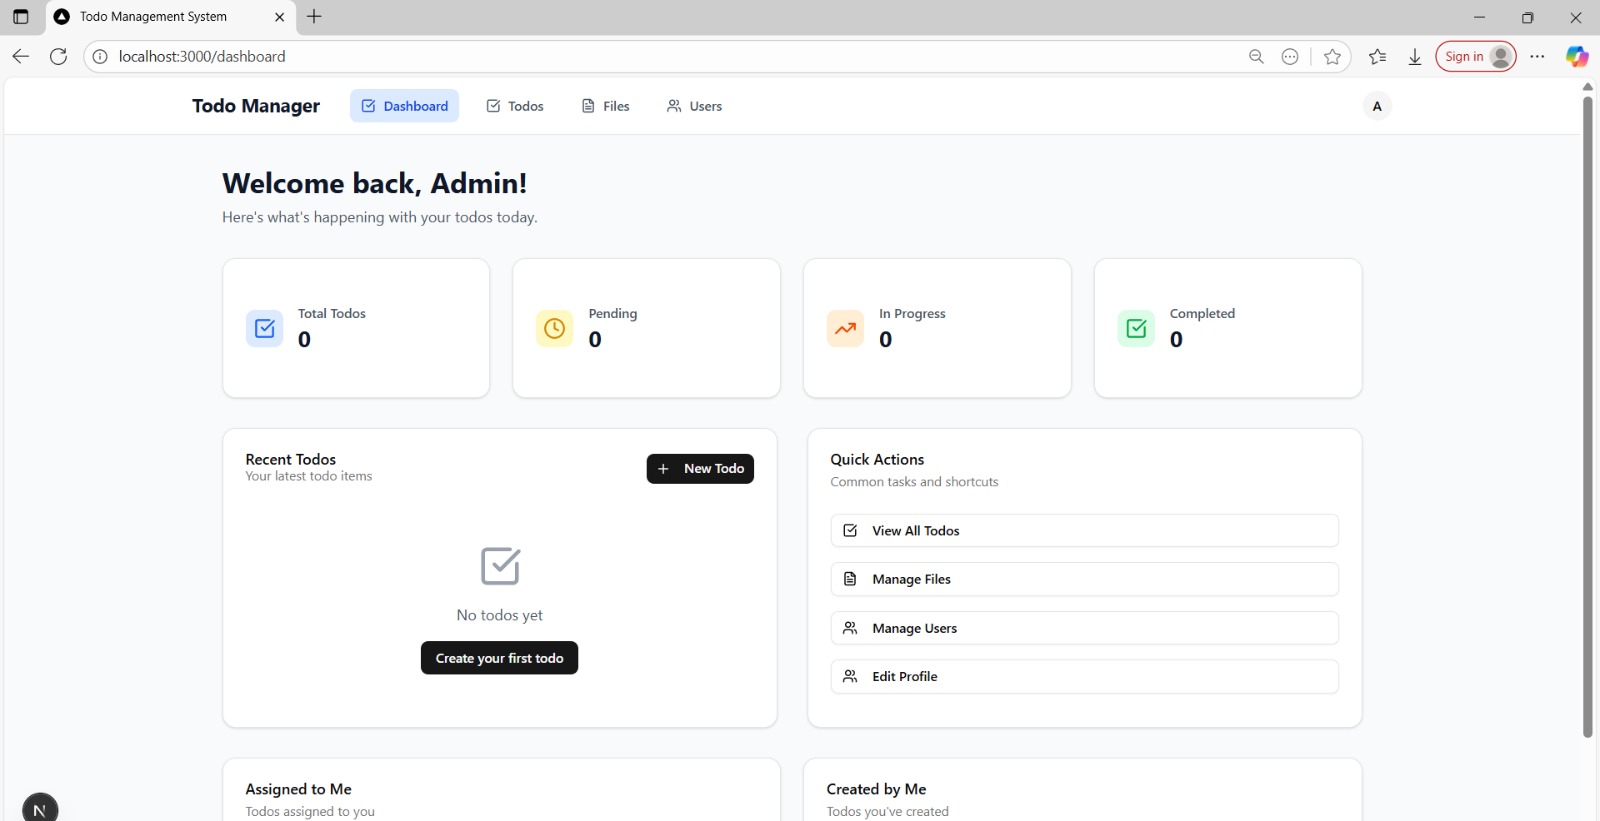 Todo Management System
localhost:3000/dashboard
Sign in
Todo Manager
Dashboard
Todos
Files
Users
A
Welcome back, Admin!
Here's what's happening with your todos today.
Total Todos
0
Pending
0
In Progress
0
Completed
0
Recent Todos
Your latest todo items
New Todo
No todos yet
Create your first todo
Quick Actions
Common tasks and shortcuts
View All Todos
Manage Files
Manage Users
Edit Profile
Assigned to Me
Todos assigned to you
Created by Me
Todos you've created
N